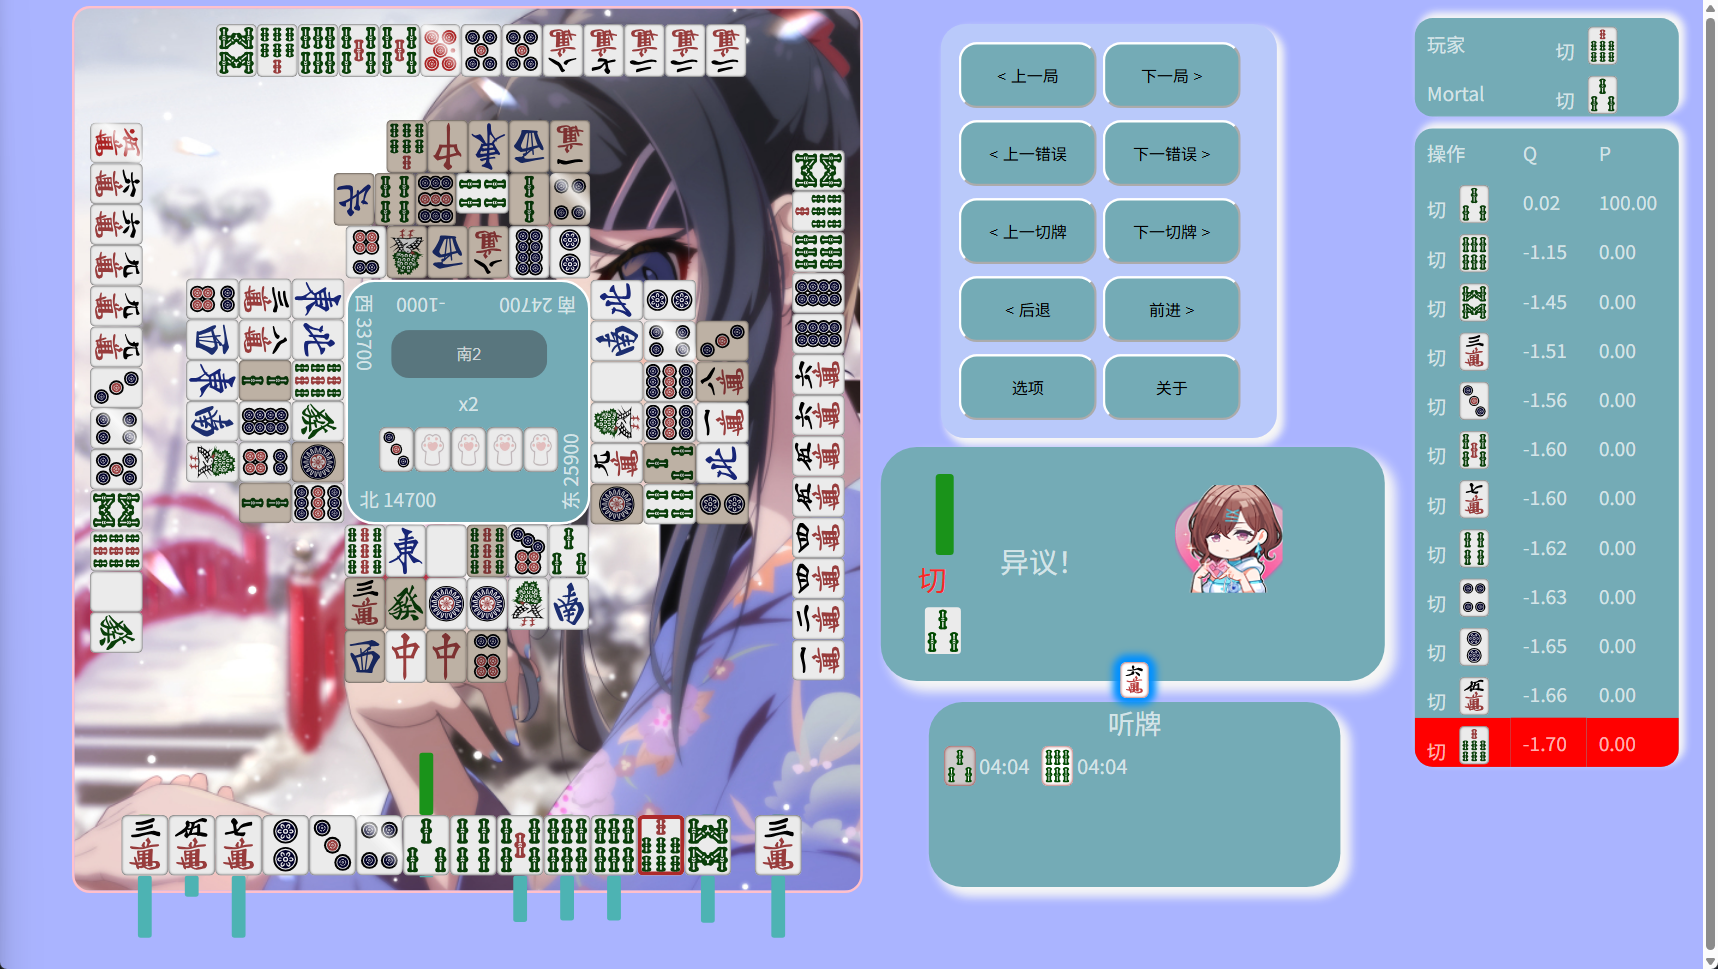 < 上一局
下一局 >
< 上一错误
下一错误 >
< 上一切牌
下一切牌 >
< 后退
前进 >
选项
关于
玩家 切
Mortal 切
操作 Q P
切 0.02 100.00
切 -1.15 0.00
切 -1.45 0.00
切 -1.51 0.00
切 -1.56 0.00
切 -1.60 0.00
切 -1.60 0.00
切 -1.62 0.00
切 -1.63 0.00
切 -1.65 0.00
切 -1.66 0.00
切 -1.70 0.00
南 24700
-1000
西 33700
南2
x2
东 25900
北 14700
异议！
切
听牌
04:04 04:04